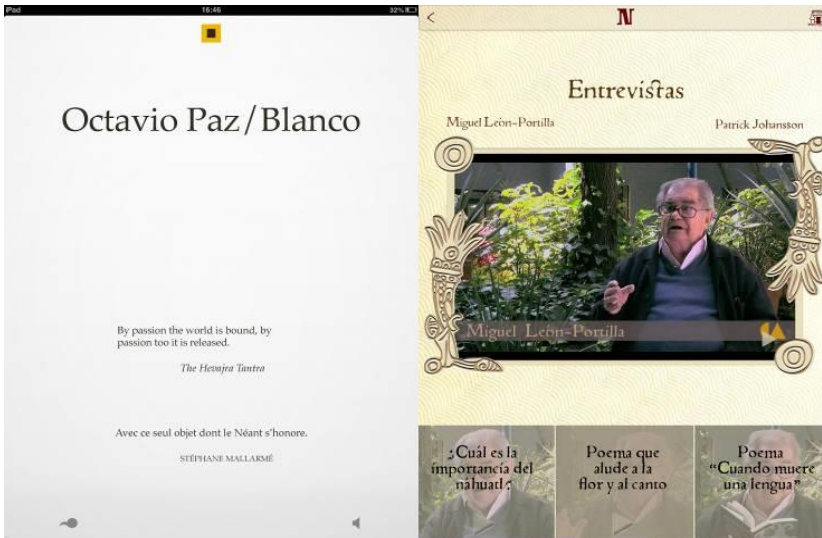 iPad
16:46
32%
Octavio Paz/Blanco
By passion the world is bound, by
passion too it is released.
The Hevajra Tantra
Avec ce seul objet dont le Néant s'honore.
STÉPHANE MALLARMÉ
N
Entrevistas
Miguel León-Portilla
Patrick Johansson
Miguel León-Portilla
¿Cuál es la
importancia del
náhuatl?
Poema que
alude a la
flor y al canto
Poema
“Cuando muere
una lengua”